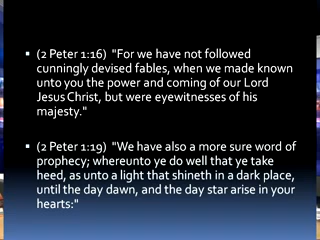 (2 Peter 1:16) "For we have not followed
cunningly devised fables, when we made known
unto you the power and coming of our Lord
Jesus Christ, but were eyewitnesses of his
majesty."
(2 Peter 1:19) "We have also a more sure word of
prophecy; whereunto ye do well that ye take
heed, as unto a light that shineth in a dark place,
until the day dawn, and the day star arise in your
hearts:"